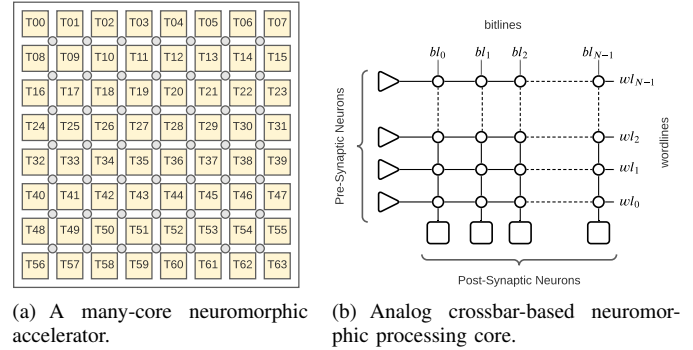 T00 T01 T02 T03 T04 T05 T06 T07
T08 T09 T10 T11 T12 T13 T14 T15
T16 T17 T18 T19 T20 T21 T22 T23
T24 T25 T26 T27 T28 T29 T30 T31
T32 T33 T34 T35 T36 T37 T38 T39
T40 T41 T42 T43 T44 T45 T46 T47
T48 T49 T50 T51 T52 T53 T54 T55
T56 T57 T58 T59 T60 T61 T62 T63
(a) A many-core neuromorphic
accelerator.
bitlines
bl0 bl1 bl2 blN−1
Pre-Synaptic Neurons
wlN−1
wl2
wl1
wl0
wordlines
Post-Synaptic Neurons
(b) Analog crossbar-based neuromor-
phic processing core.